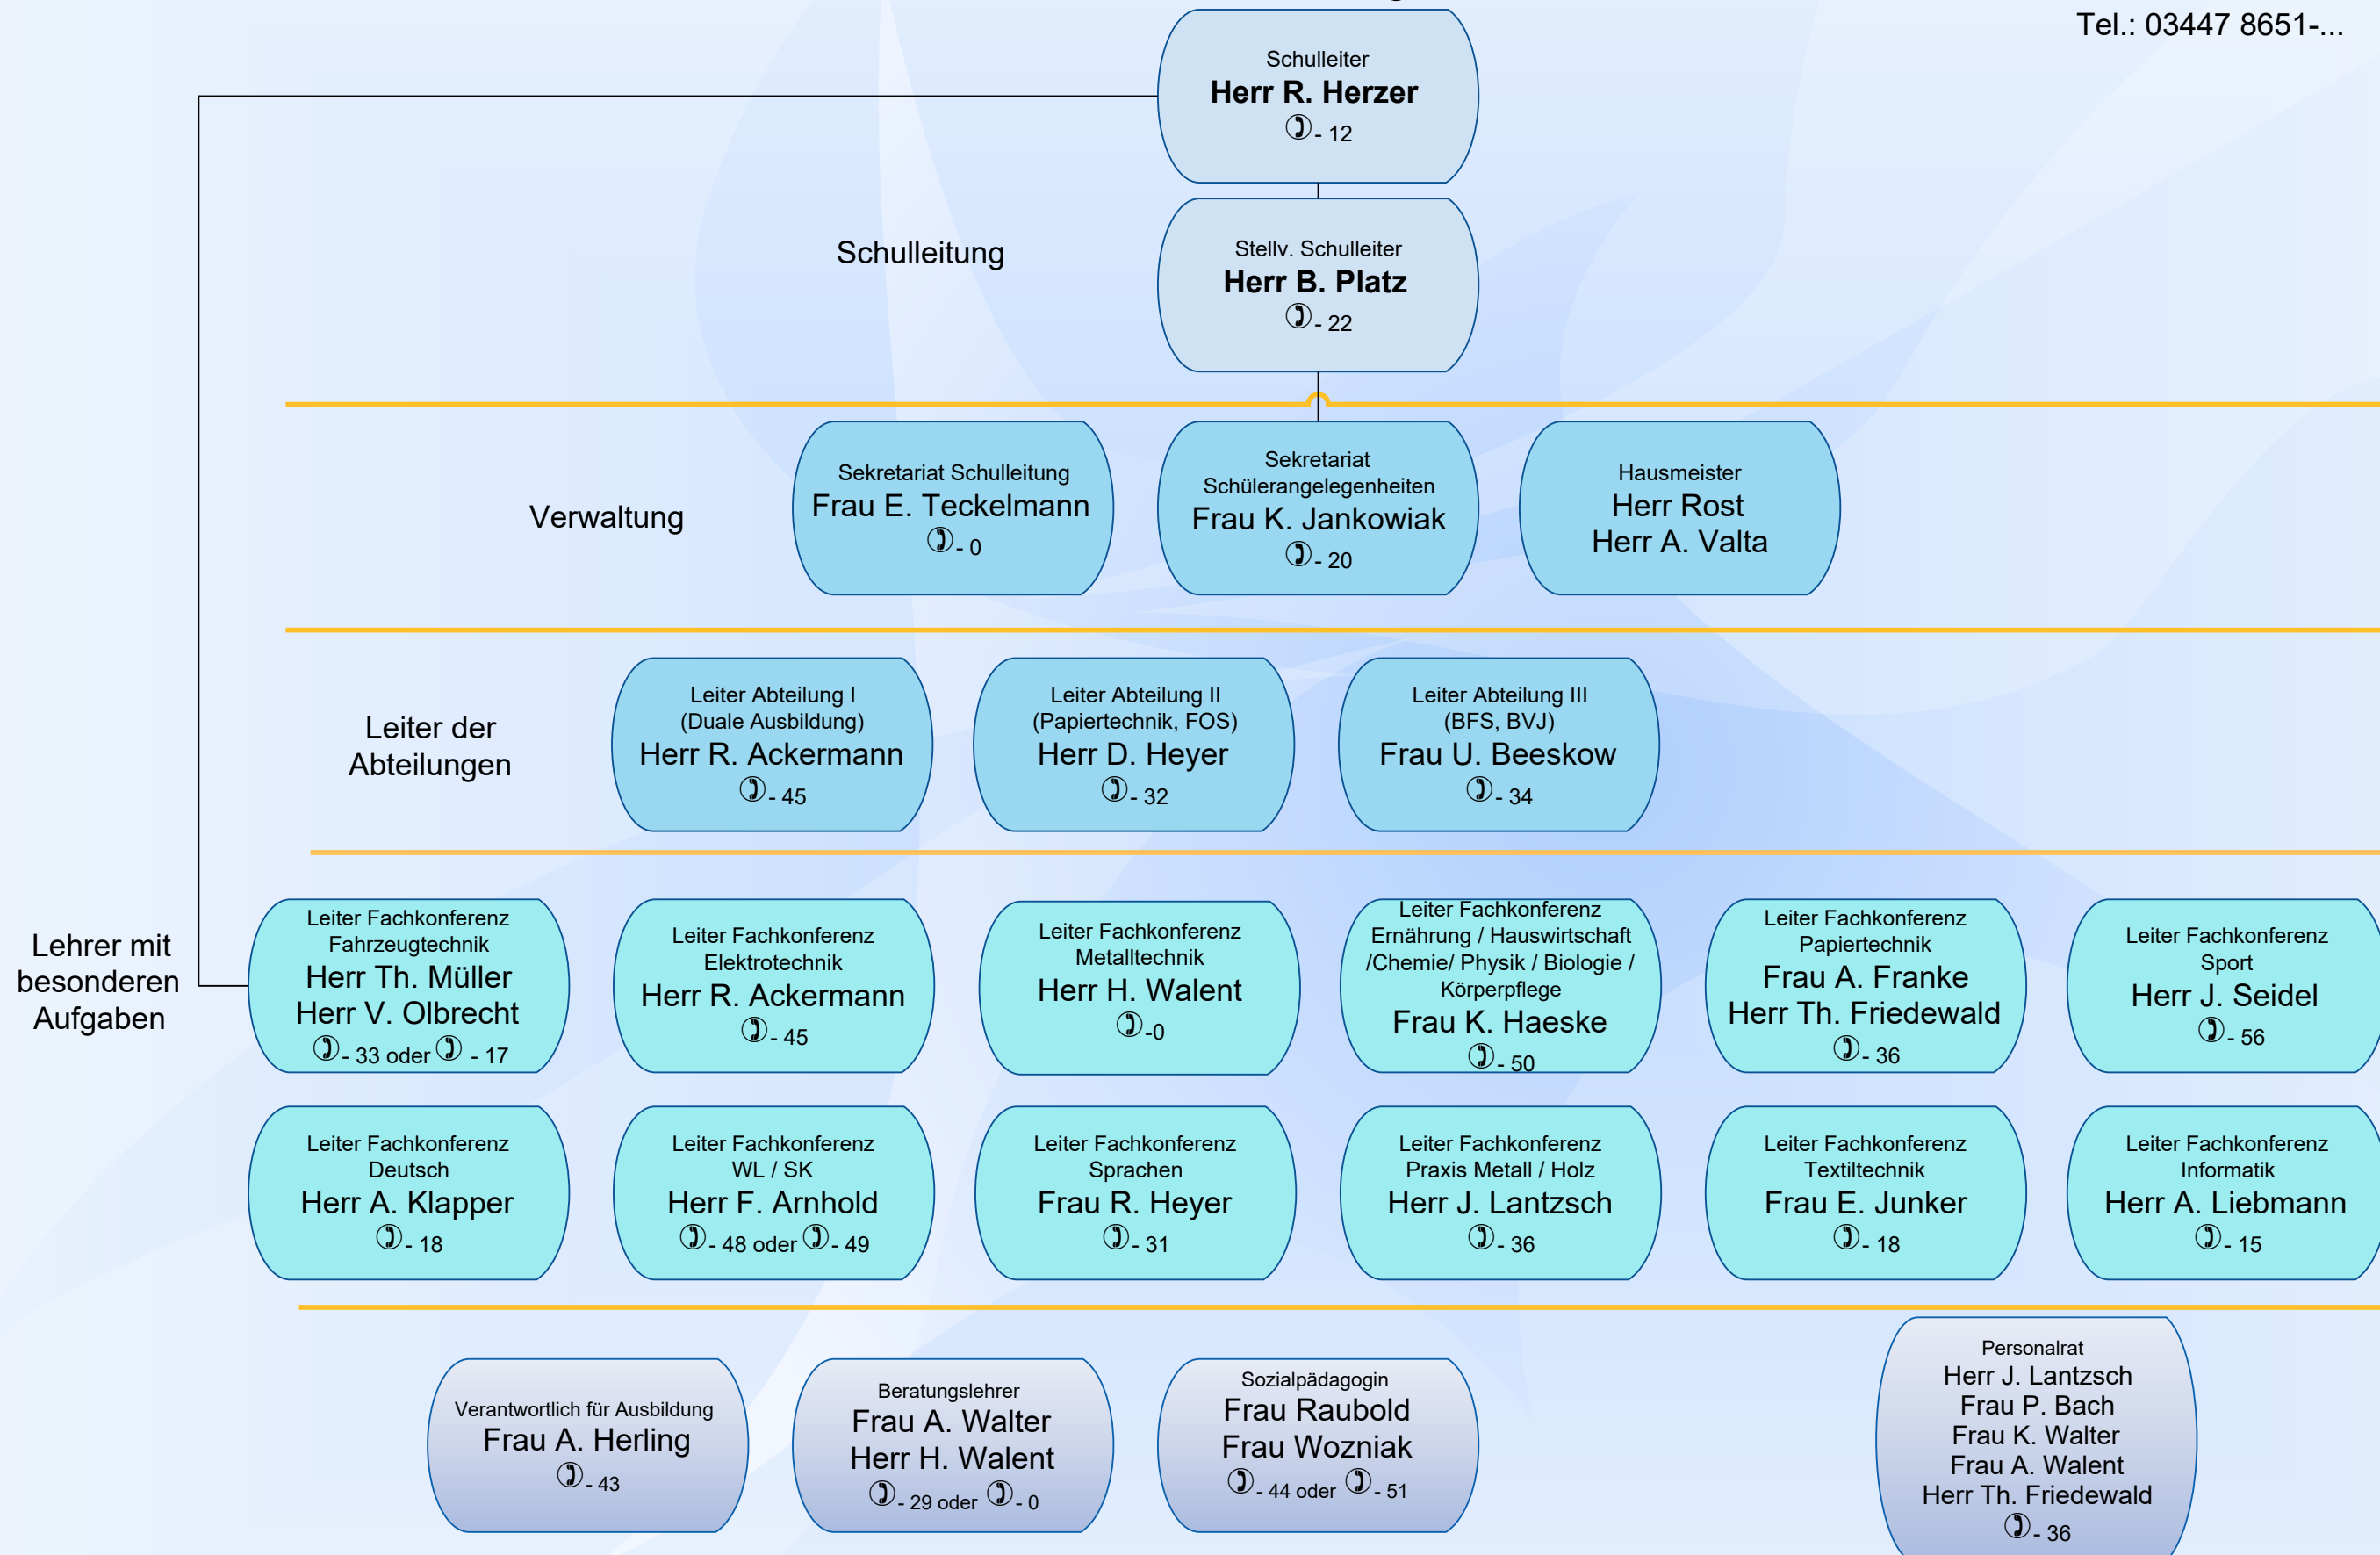 Tel.: 03447 8651-...
Schulleiter
Herr R. Herzer
✆- 12
Schulleitung
Stellv. Schulleiter
Herr B. Platz
✆- 22
Verwaltung
Sekretariat Schulleitung
Frau E. Teckelmann
✆- 0
Sekretariat
Schülerangelegenheiten
Frau K. Jankowiak
✆- 20
Hausmeister
Herr Rost
Herr A. Valta
Leiter der
Abteilungen
Leiter Abteilung I
(Duale Ausbildung)
Herr R. Ackermann
✆- 45
Leiter Abteilung II
(Papiertechnik, FOS)
Herr D. Heyer
✆- 32
Leiter Abteilung III
(BFS, BVJ)
Frau U. Beeskow
✆- 34
Lehrer mit
besonderen
Aufgaben
Leiter Fachkonferenz
Fahrzeugtechnik
Herr Th. Müller
Herr V. Olbrecht
✆- 33 oder ✆ - 17
Leiter Fachkonferenz
Elektrotechnik
Herr R. Ackermann
✆- 45
Leiter Fachkonferenz
Metalltechnik
Herr H. Walent
✆-0
Leiter Fachkonferenz
Ernährung / Hauswirtschaft
/Chemie/ Physik / Biologie /
Körperpflege
Frau K. Haeske
✆- 50
Leiter Fachkonferenz
Papiertechnik
Frau A. Franke
Herr Th. Friedewald
✆- 36
Leiter Fachkonferenz
Sport
Herr J. Seidel
✆- 56
Leiter Fachkonferenz
Deutsch
Herr A. Klapper
✆- 18
Leiter Fachkonferenz
WL / SK
Herr F. Arnhold
✆- 48 oder ✆- 49
Leiter Fachkonferenz
Sprachen
Frau R. Heyer
✆- 31
Leiter Fachkonferenz
Praxis Metall / Holz
Herr J. Lantzsch
✆- 36
Leiter Fachkonferenz
Textiltechnik
Frau E. Junker
✆- 18
Leiter Fachkonferenz
Informatik
Herr A. Liebmann
✆- 15
Verantwortlich für Ausbildung
Frau A. Herling
✆- 43
Beratungslehrer
Frau A. Walter
Herr H. Walent
✆- 29 oder ✆- 0
Sozialpädagogin
Frau Raubold
Frau Wozniak
✆- 44 oder ✆- 51
Personalrat
Herr J. Lantzsch
Frau P. Bach
Frau K. Walter
Frau A. Walent
Herr Th. Friedewald
✆- 36